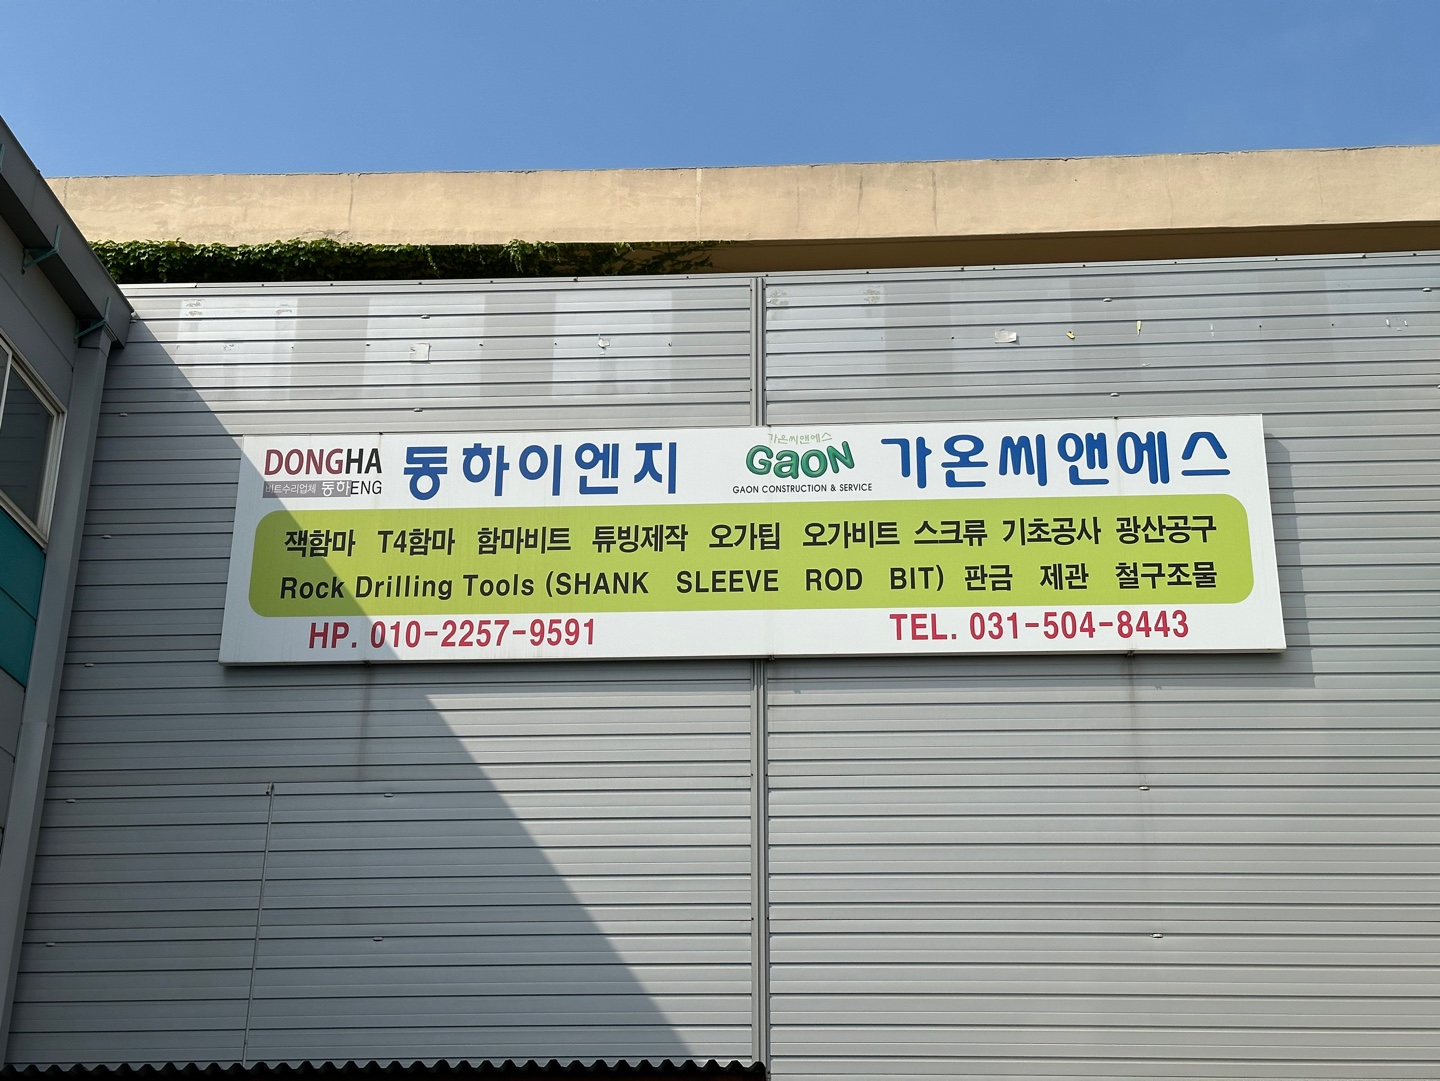 DONGHA
비트수리업체 동하ENG
동하이엔지
가온씨앤에스
GaoN
GAON CONSTRUCTION & SERVICE
가온씨앤에스
잭함마 T4함마 함마비트 튜빙제작 오가팁 오가비트 스크류 기초공사 광산공구
Rock Drilling Tools (SHANK SLEEVE ROD BIT) 판금 제관 철구조물
HP. 010-2257-9591
TEL. 031-504-8443